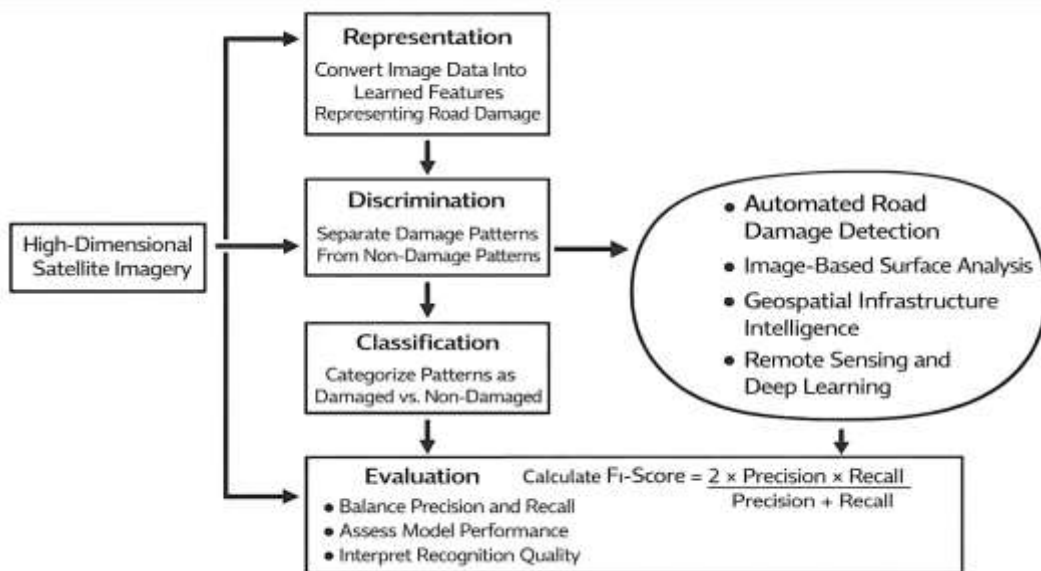 Representation
Convert Image Data Into
Learned Features
Representing Road Damage
High-Dimensional
Satellite Imagery
Discrimination
Separate Damage Patterns
From Non-Damage Patterns
Classification
Categorize Patterns as
Damaged vs. Non-Damaged
• Automated Road
Damage Detection
• Image-Based Surface Analysis
• Geospatial Infrastructure
Intelligence
• Remote Sensing and
Deep Learning
Evaluation
Calculate F1-Score = 2 × Precision × Recall
Precision + Recall
• Balance Precision and Recall
• Assess Model Performance
• Interpret Recognition Quality